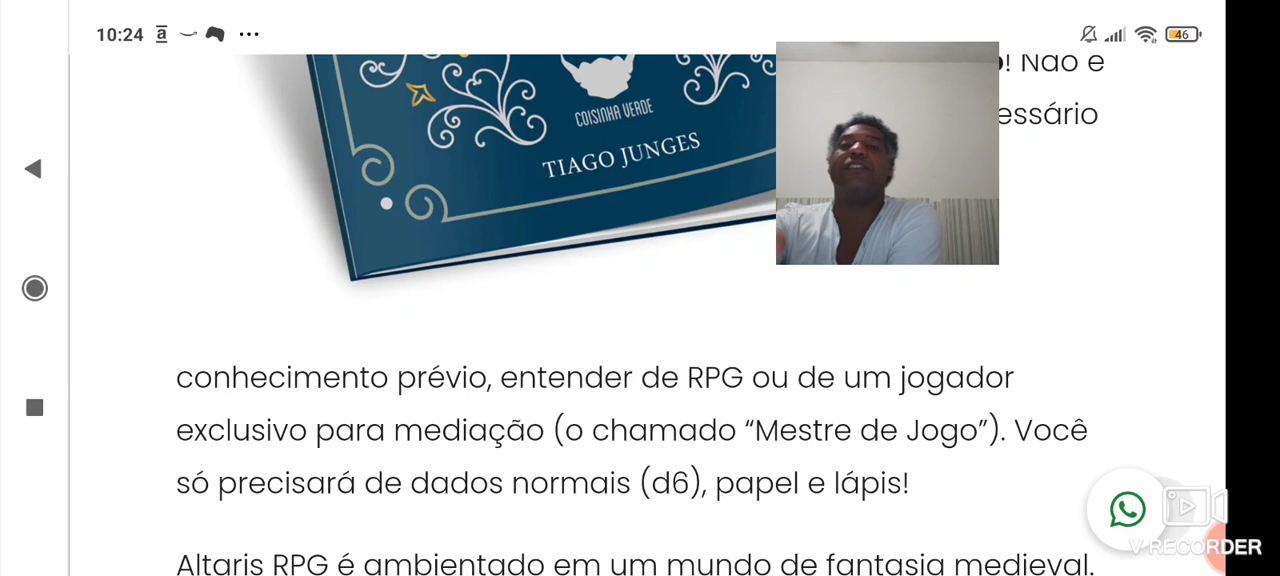 10:24 a 46
! Não e
essário
COISINHA VERDE
TIAGO JUNGES
conhecimento prévio, entender de RPG ou de um jogador
exclusivo para mediação (o chamado “Mestre de Jogo”). Você
só precisará de dados normais (d6), papel e lápis!
V RECORDER
Altaris RPG é ambientado em um mundo de fantasia medieval.